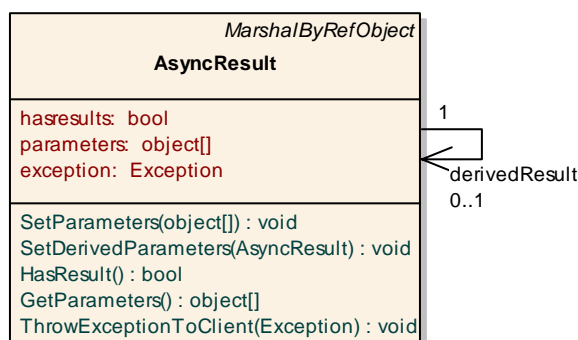 MarshalByRefObject
AsyncResult
hasresults: bool
parameters: object[]
exception: Exception
1
derivedResult
0..1
SetParameters(object[]) : void
SetDerivedParameters(AsyncResult) : void
HasResult() : bool
GetParameters() : object[]
ThrowExceptionToClient(Exception) : void